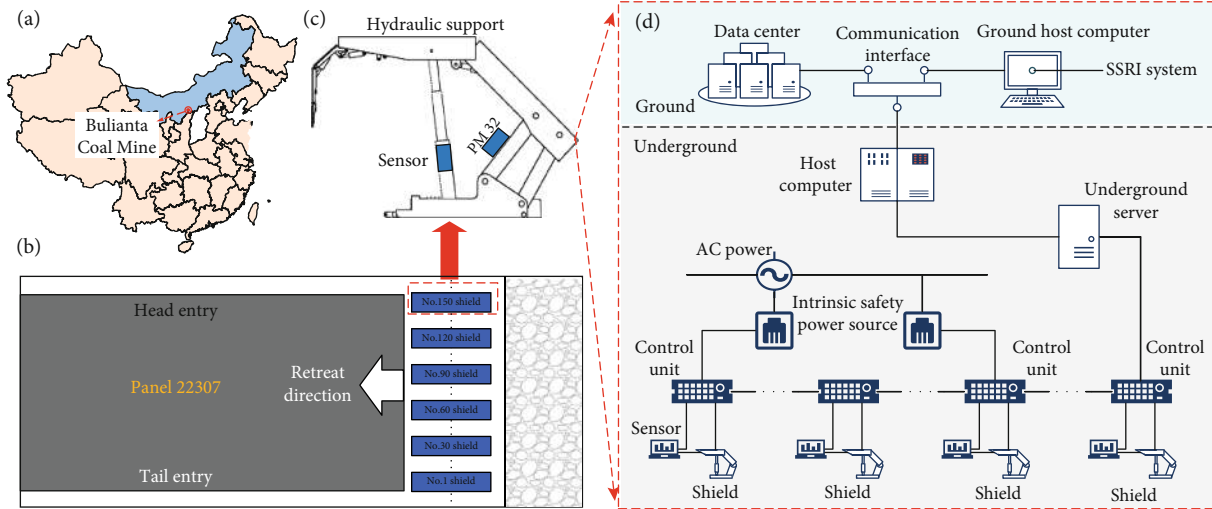 (a)
Bulianta
Coal Mine
(b)
Head entry
Panel 22307
Retreat
direction
Tail entry
No.150 shield
No.120 shield
No.90 shield
No.60 shield
No.30 shield
No.1 shield
(c)
Hydraulic support
Sensor
PM 32
(d)
Data center
Communication
interface
Ground host computer
SSRI system
Ground
Underground
Host
computer
Underground
server
AC power
Intrinsic safety
power source
Control
unit
Control
unit
Control
unit
Sensor
Shield
Shield
Shield
Shield